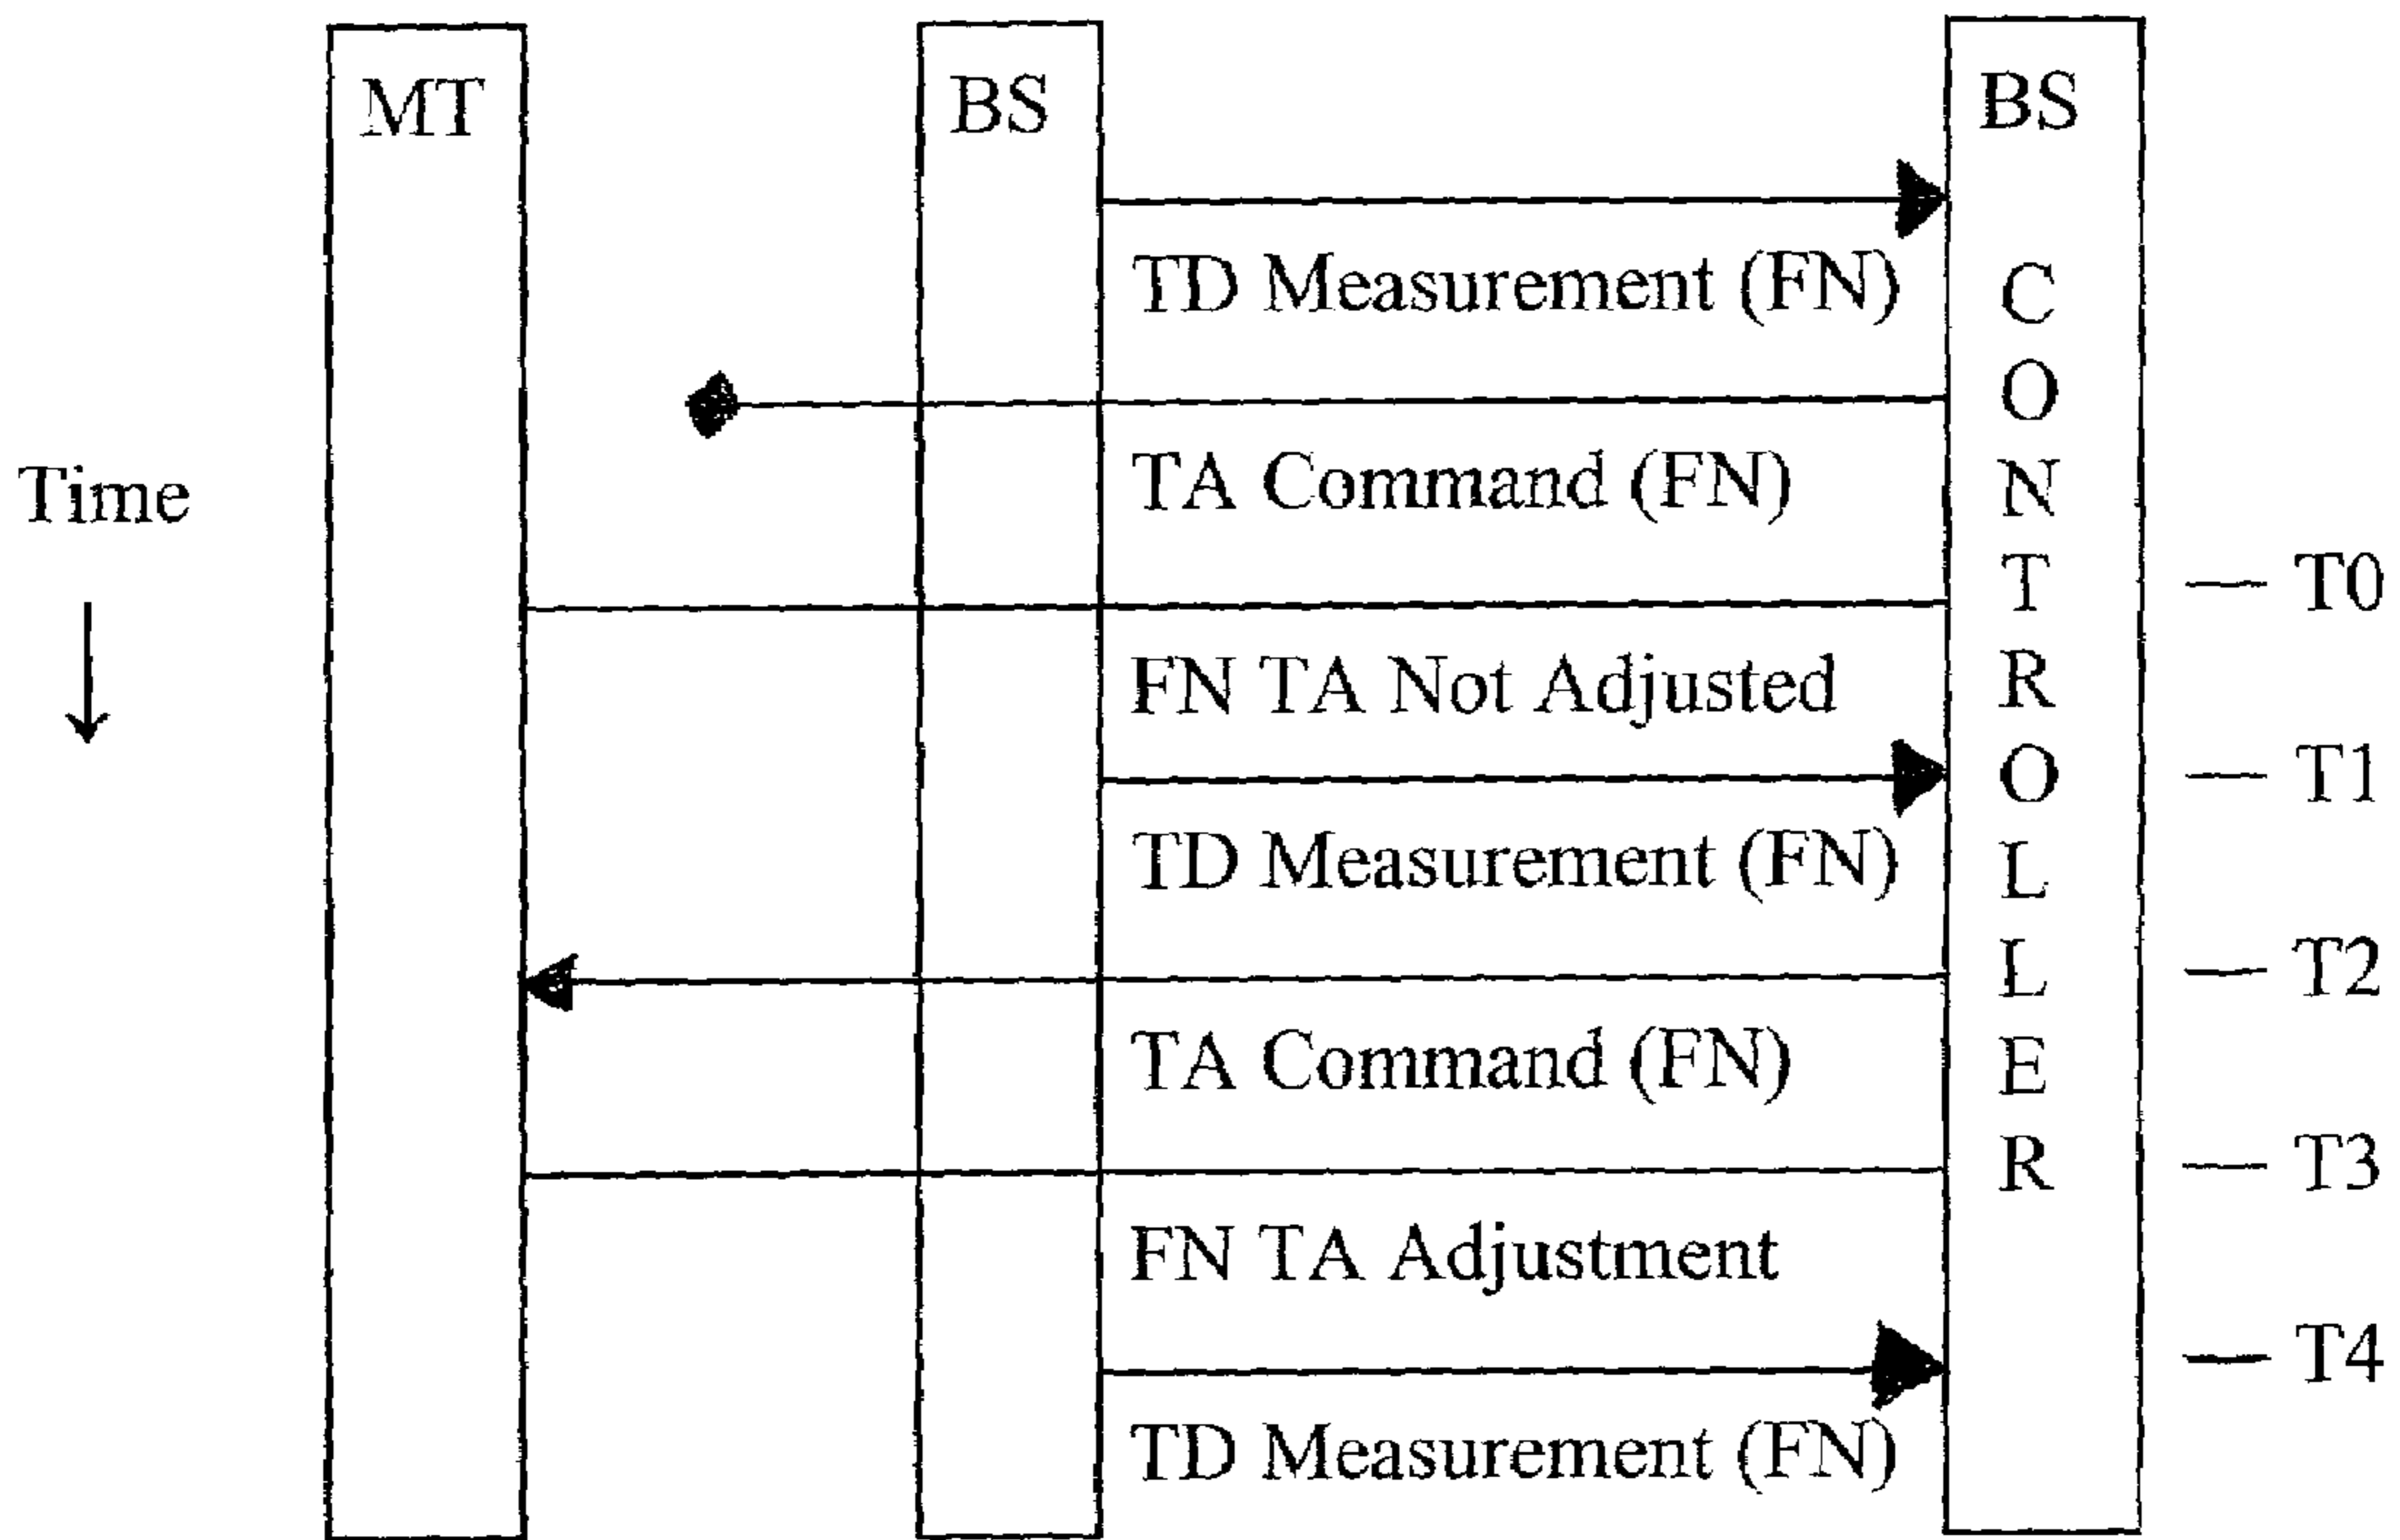 MT
BS
BS CONTROLLER
TD Measurement (FN)
TA Command (FN)
Time
T0
FN TA Not Adjusted
T1
TD Measurement (FN)
T2
TA Command (FN)
T3
FN TA Adjustment
T4
TD Measurement (FN)